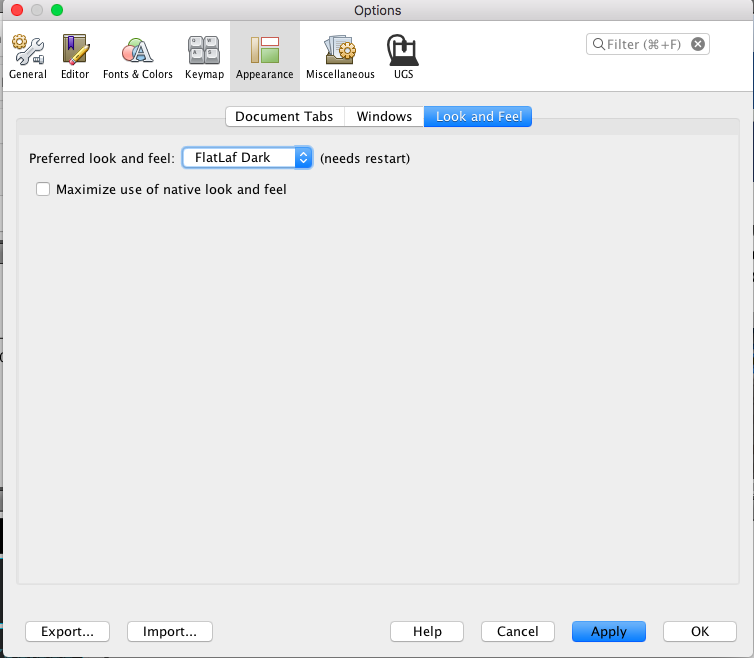 Options
General Editor Fonts & Colors Keymap Appearance Miscellaneous UGS
Filter (⌘+F)
Document Tabs Windows Look and Feel
Preferred look and feel: FlatLaf Dark (needs restart)
Maximize use of native look and feel
Export... Import... Help Cancel Apply OK